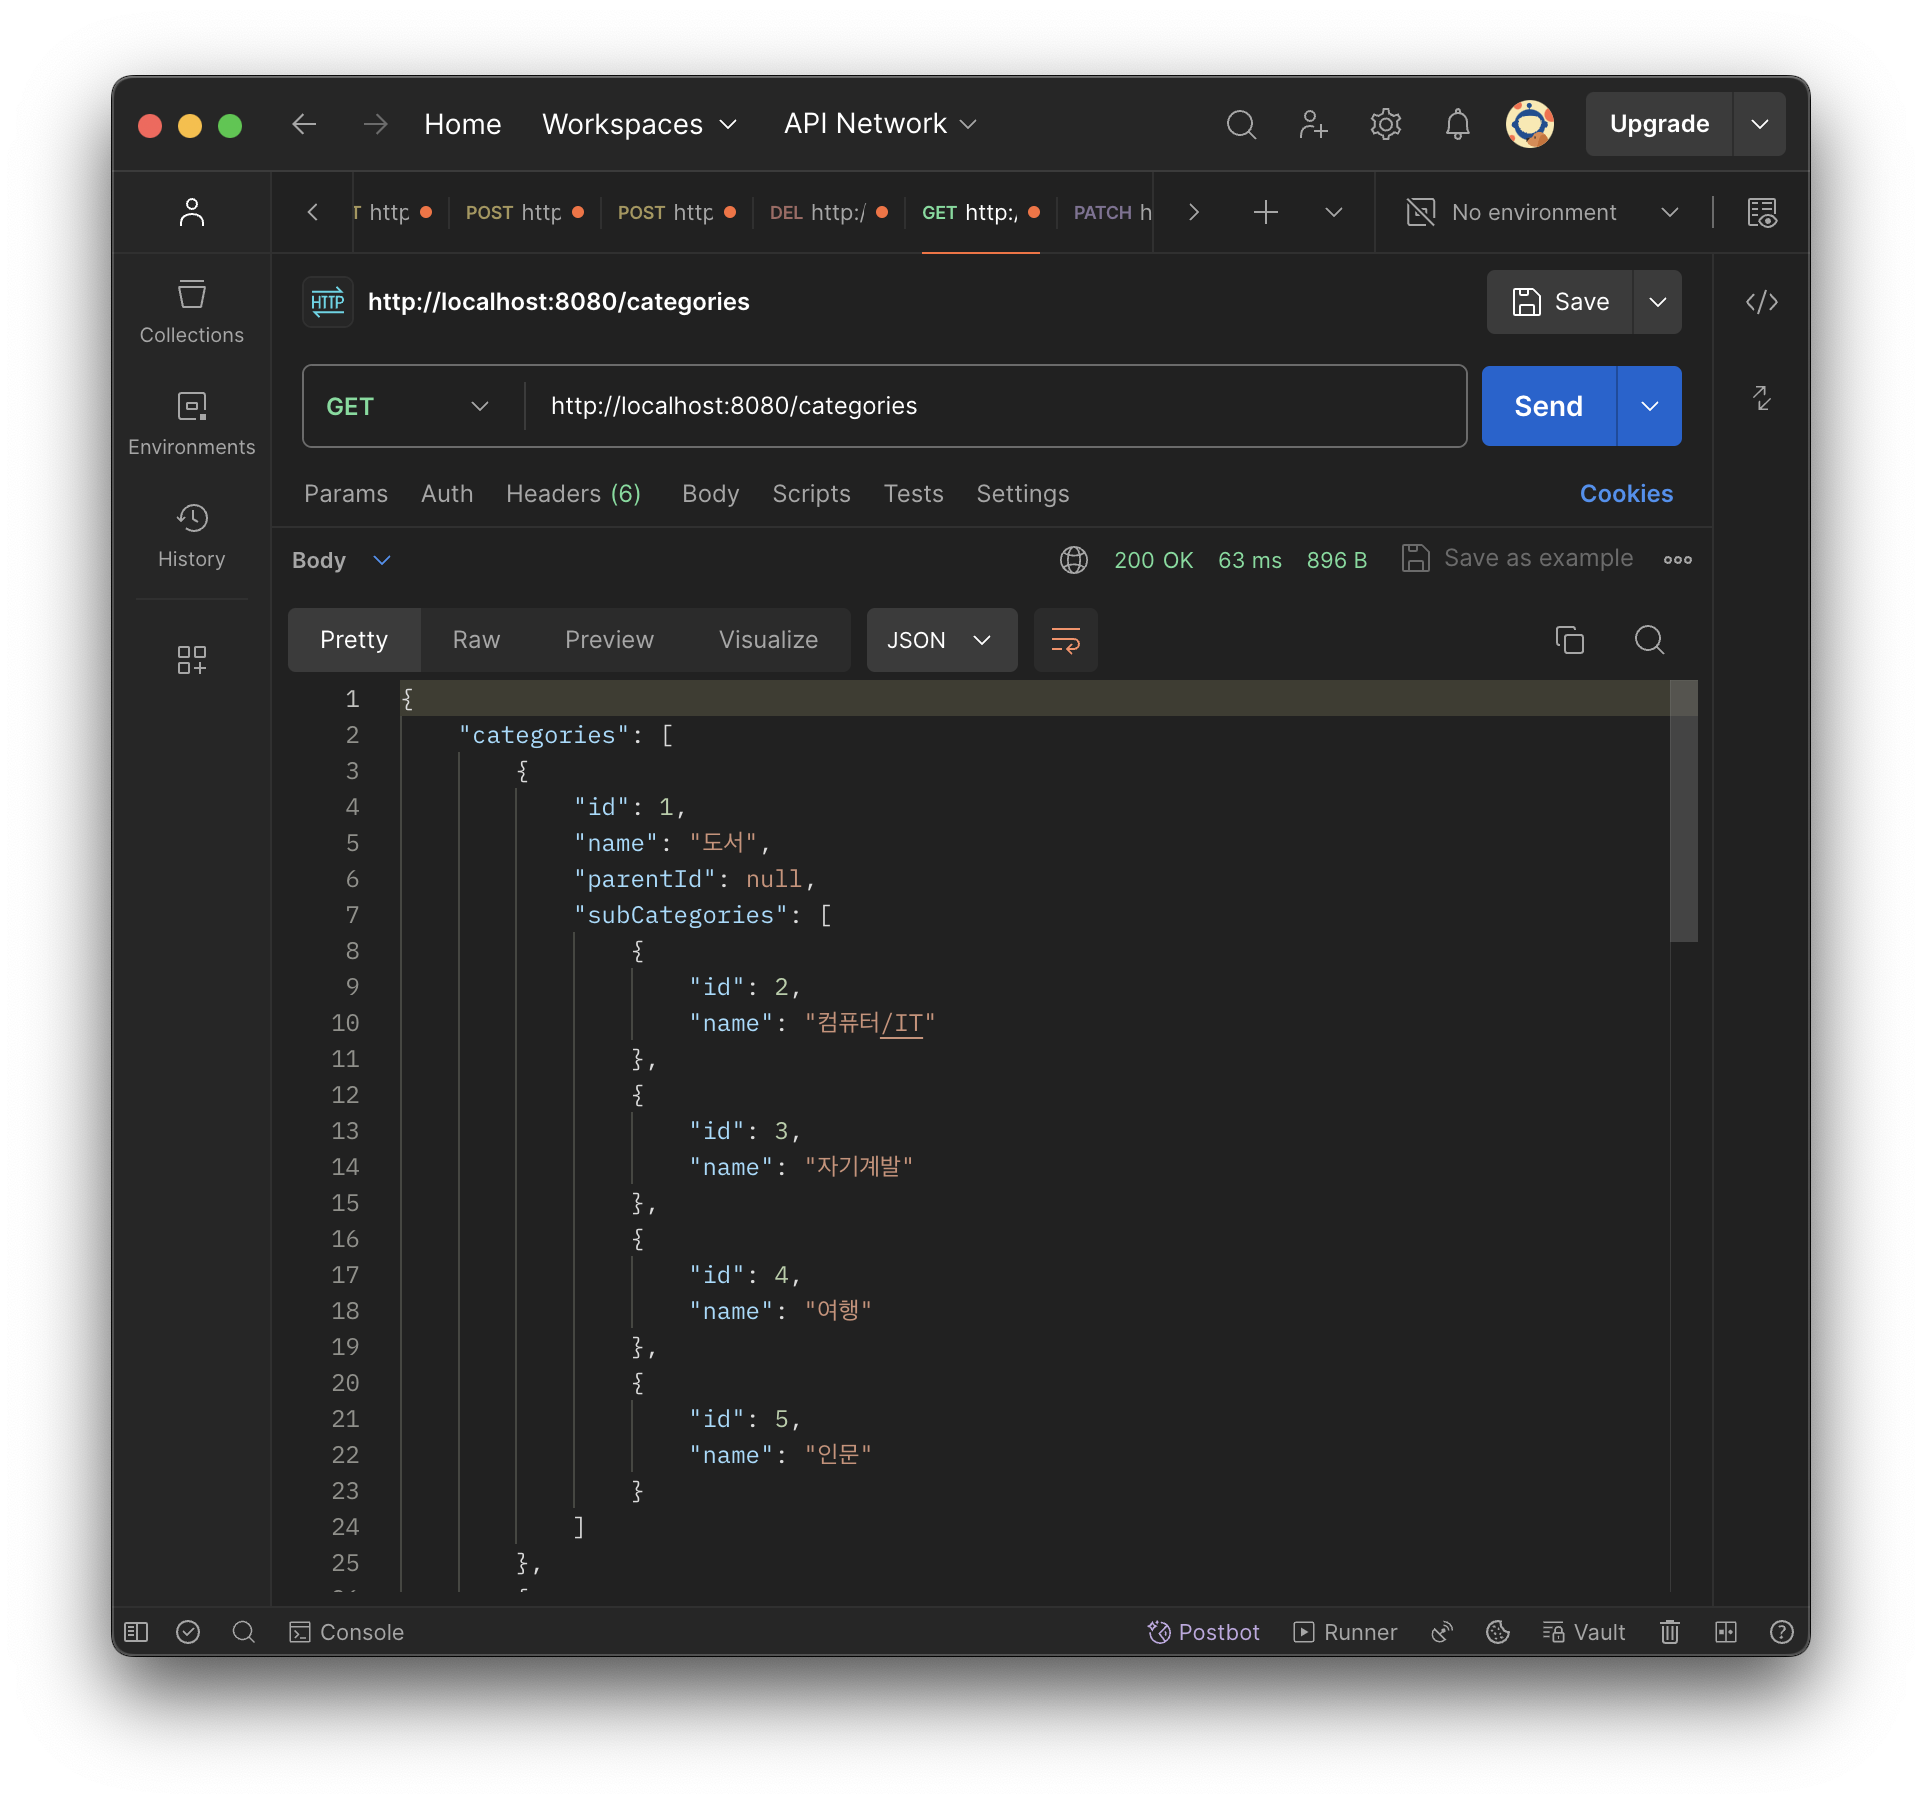 Home Workspaces API Network Upgrade
T http POST http POST http DEL http:/ GET http:/ PATCH h No environment
HTTP http://localhost:8080/categories Save
GET http://localhost:8080/categories Send
Collections
Environments
History
Params Auth Headers (6) Body Scripts Tests Settings Cookies
Body 200 OK 63 ms 896 B Save as example
Pretty Raw Preview Visualize JSON
1 {
2 "categories": [
3 {
4 "id": 1,
5 "name": "도서",
6 "parentId": null,
7 "subCategories": [
8 {
9 "id": 2,
10 "name": "컴퓨터/IT"
11 },
12 {
13 "id": 3,
14 "name": "자기계발"
15 },
16 {
17 "id": 4,
18 "name": "여행"
19 },
20 {
21 "id": 5,
22 "name": "인문"
23 }
24 ]
25 },
Console Postbot Runner Vault